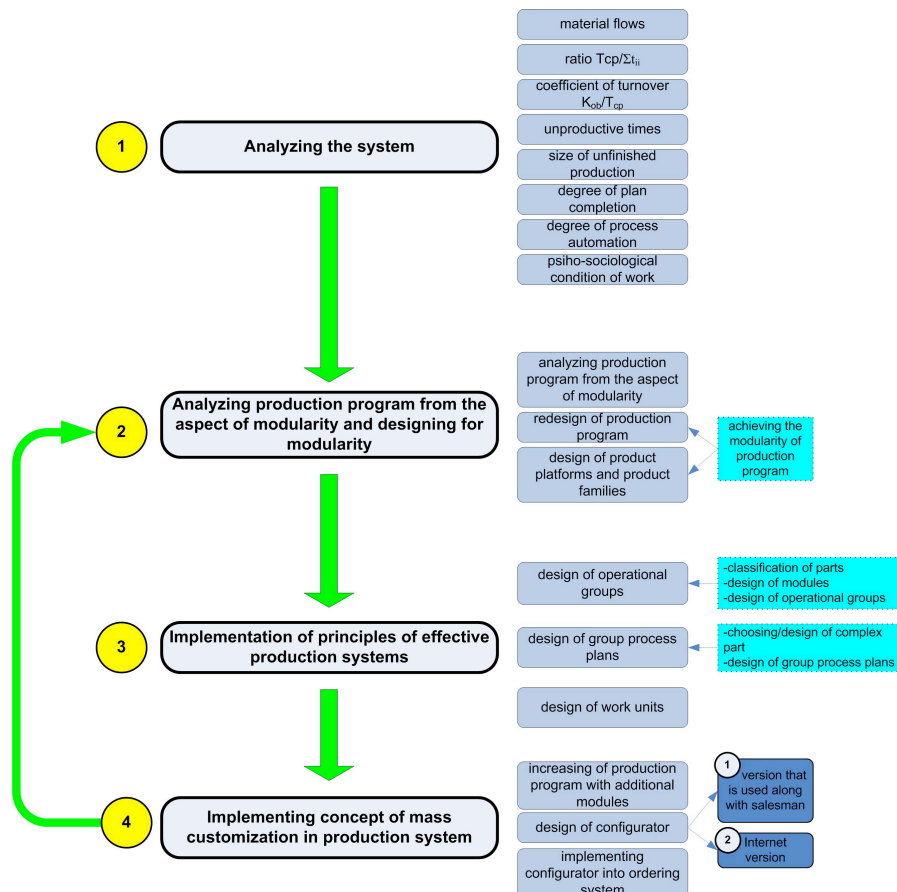 material flows
ratio Tcp/Σtᵢᵢ
coefficient of turnover
K_ob/T_cp
unproductive times
size of unfinished
production
degree of plan
completion
degree of process
automation
psiho-sociological
condition of work
1
Analyzing the system
2
Analyzing production program from the
aspect of modularity and designing for
modularity
analyzing production
program from the aspect
of modularity
redesign of production
program
design of product
platforms and product
families
achieving the
modularity of
production
program
3
Implementation of principles of effective
production systems
design of operational
groups
-classification of parts
-design of modules
-design of operational groups
design of group process
plans
-choosing/design of complex
part
-design of group process plans
design of work units
4
Implementing concept of mass
customization in production system
increasing of production
program with additional
modules
design of configurator
implementing
configurator into ordering
system
1
version that
is used along
with salesman
2
Internet
version